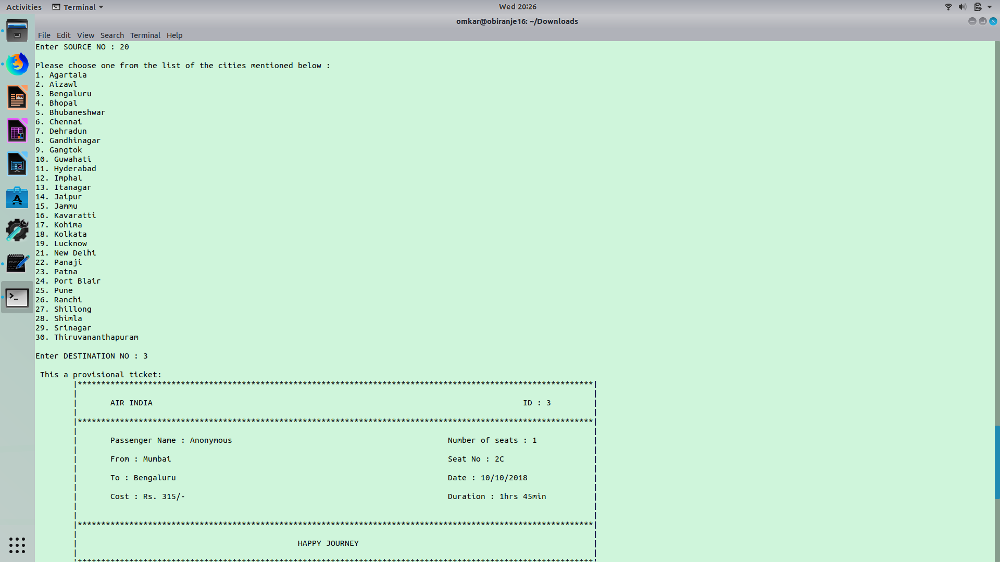 Activities Terminal Wed 20:26
omkar@obiranje16: ~/Downloads
File Edit View Search Terminal Help
Enter SOURCE NO : 20
Please choose one from the list of the cities mentioned below :
1. Agartala
2. Aizawl
3. Bengaluru
4. Bhopal
5. Bhubaneshwar
6. Chennai
7. Dehradun
8. Gandhinagar
9. Gangtok
10. Guwahati
11. Hyderabad
12. Imphal
13. Itanagar
14. Jaipur
15. Jammu
16. Kavaratti
17. Kohima
18. Kolkata
19. Lucknow
21. New Delhi
22. Panaji
23. Patna
24. Port Blair
25. Pune
26. Ranchi
27. Shillong
28. Shimla
29. Srinagar
30. Thiruvananthapuram
Enter DESTINATION NO : 3
This a provisional ticket:
AIR INDIA ID : 3
Passenger Name : Anonymous Number of seats : 1
From : Mumbai Seat No : 2C
To : Bengaluru Date : 10/10/2018
Cost : Rs. 315/- Duration : 1hrs 45min
HAPPY JOURNEY